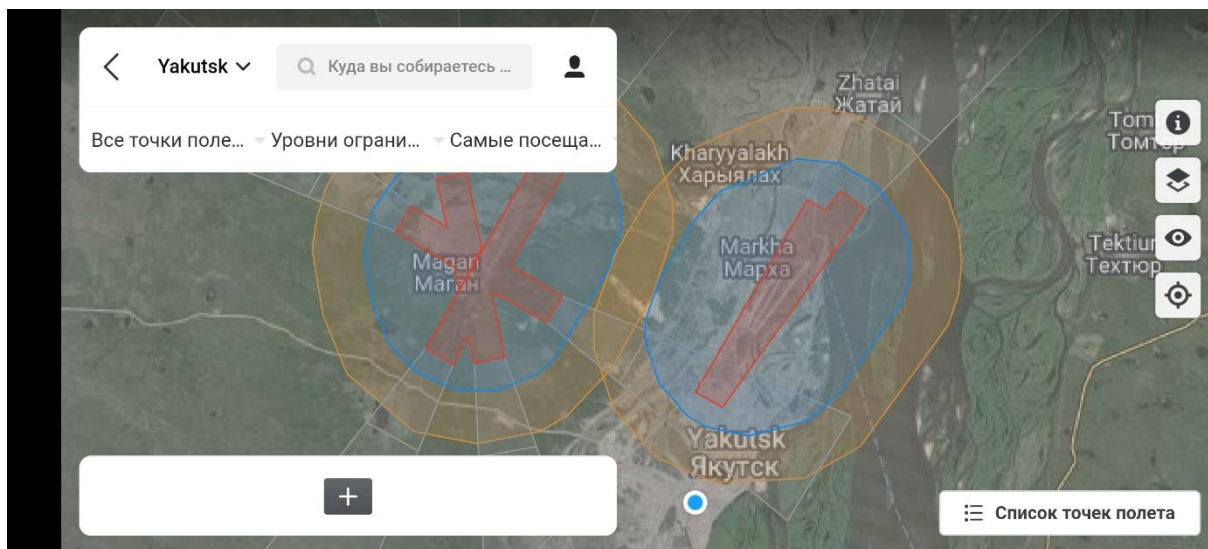 Yakutsk
Куда вы собираетесь ...
Все точки поле... Уровни ограни... Самые посеща...
Zhatai
Жатай
Kharyyalakh
Харыялах
Tom
Томтор
Markha
Марха
Magan
Маган
Tektiur
Техтюр
Yakutsk
Якутск
Список точек полета